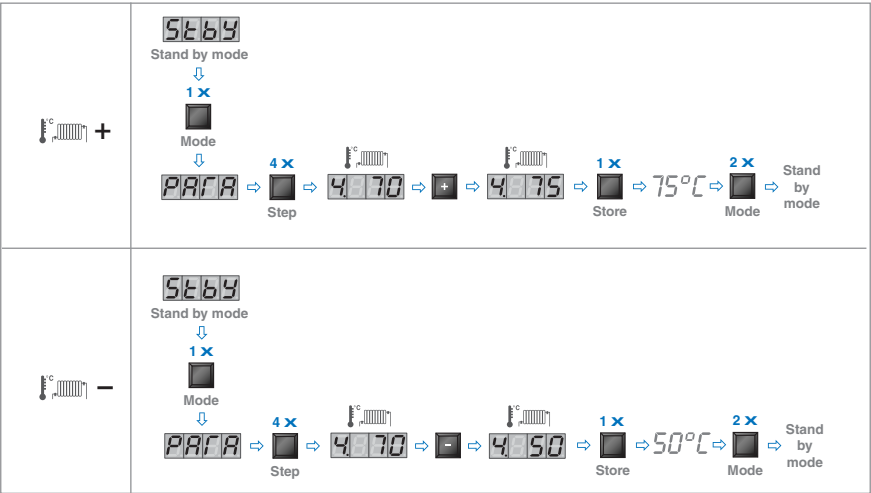 Stby
Stand by mode
1 X
Mode
°C
+
4 X
°C
°C
1 X
2 X
PARA
Step
4. 70
+
4. 75
Store
75°C
Mode
Stand
by
mode
Stby
Stand by mode
1 X
Mode
°C
–
4 X
°C
°C
1 X
2 X
PARA
Step
4. 70
-
4. 50
Store
50°C
Mode
Stand
by
mode